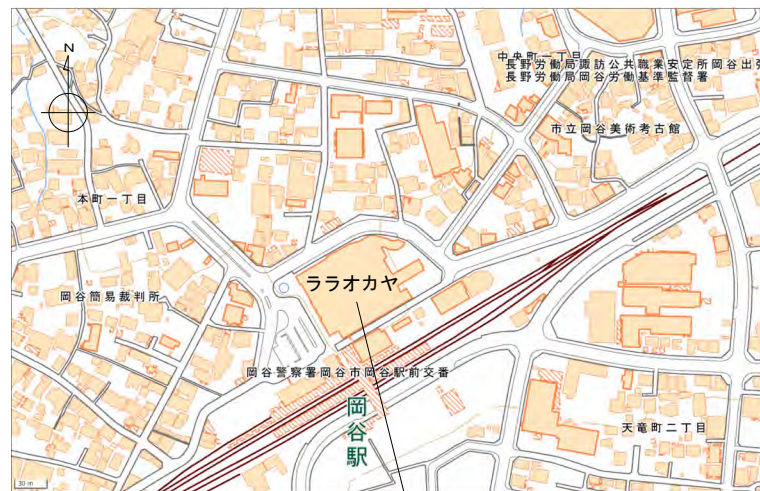 N
中央町一丁目
長野労働局諏訪公共職業安定所岡谷出張
長野労働局岡谷労働基準監督署
市立岡谷美術考古館
本町一丁目
ララオカヤ
岡谷簡易裁判所
岡谷警察署岡谷市岡谷駅前交番
岡谷駅
天竜町二丁目
30 m